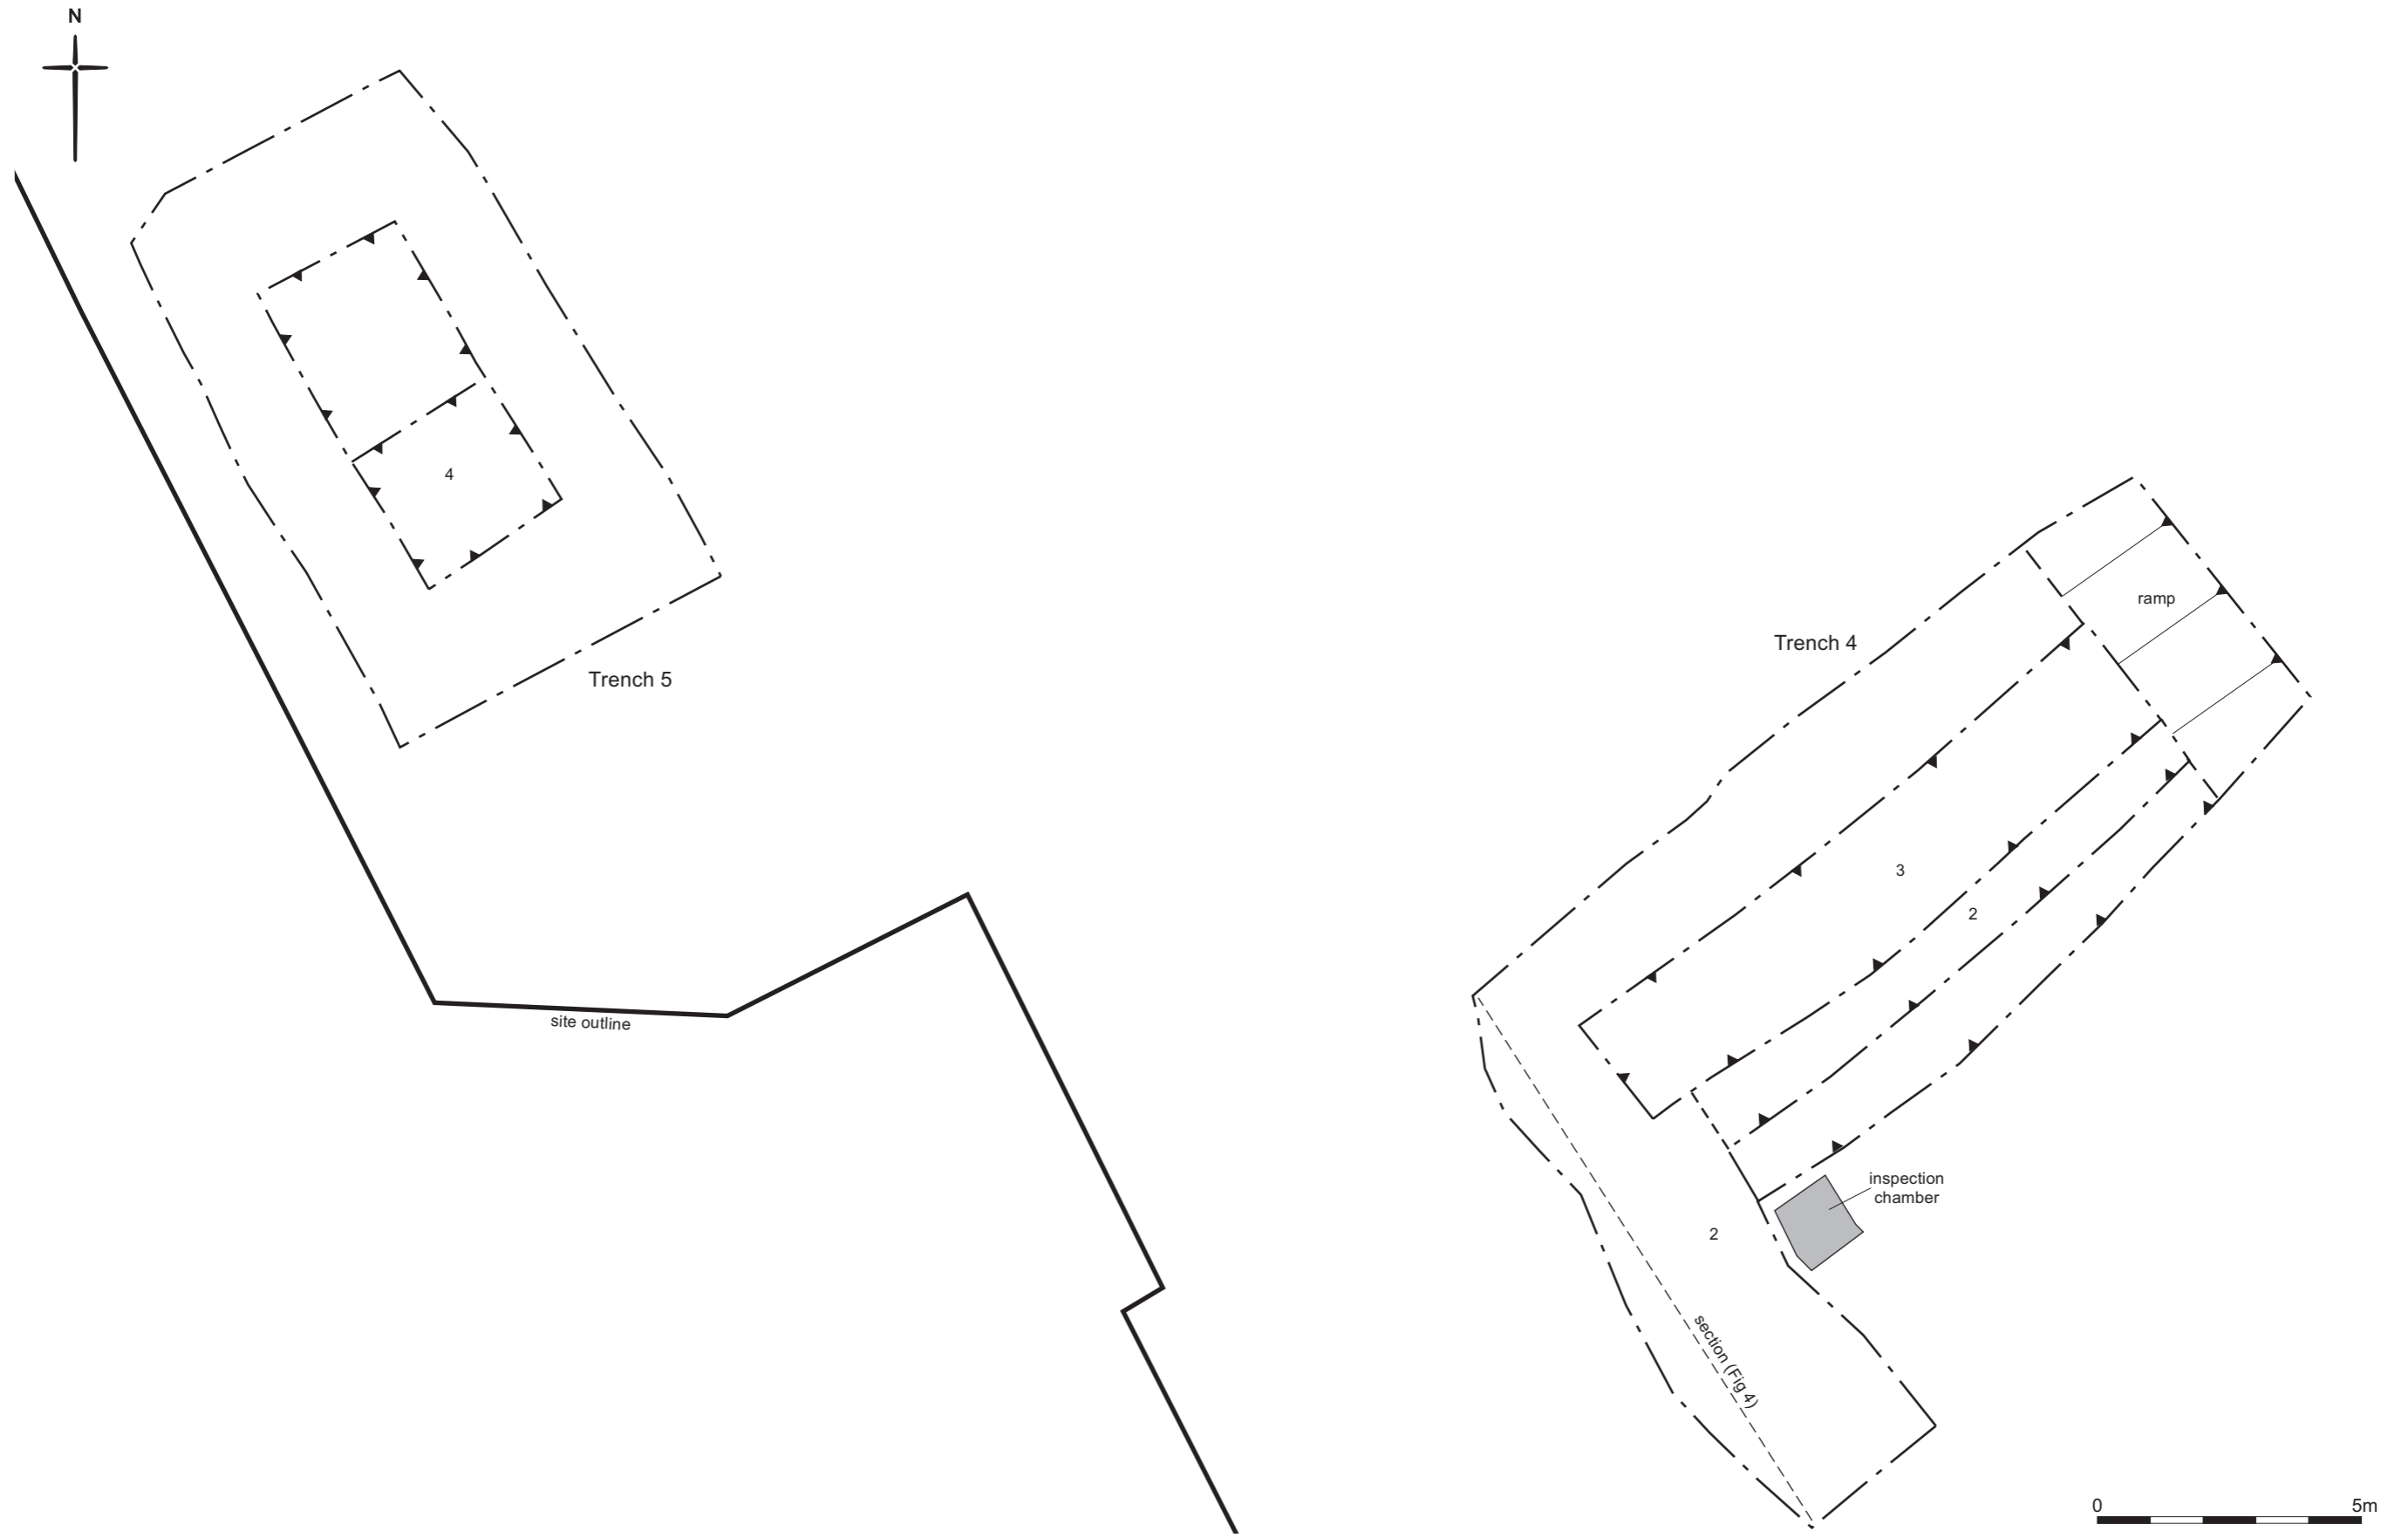 N
4
Trench 5
site outline
Trench 4
ramp
3
2
inspection
chamber
2
section (Fig 4)
0 5m